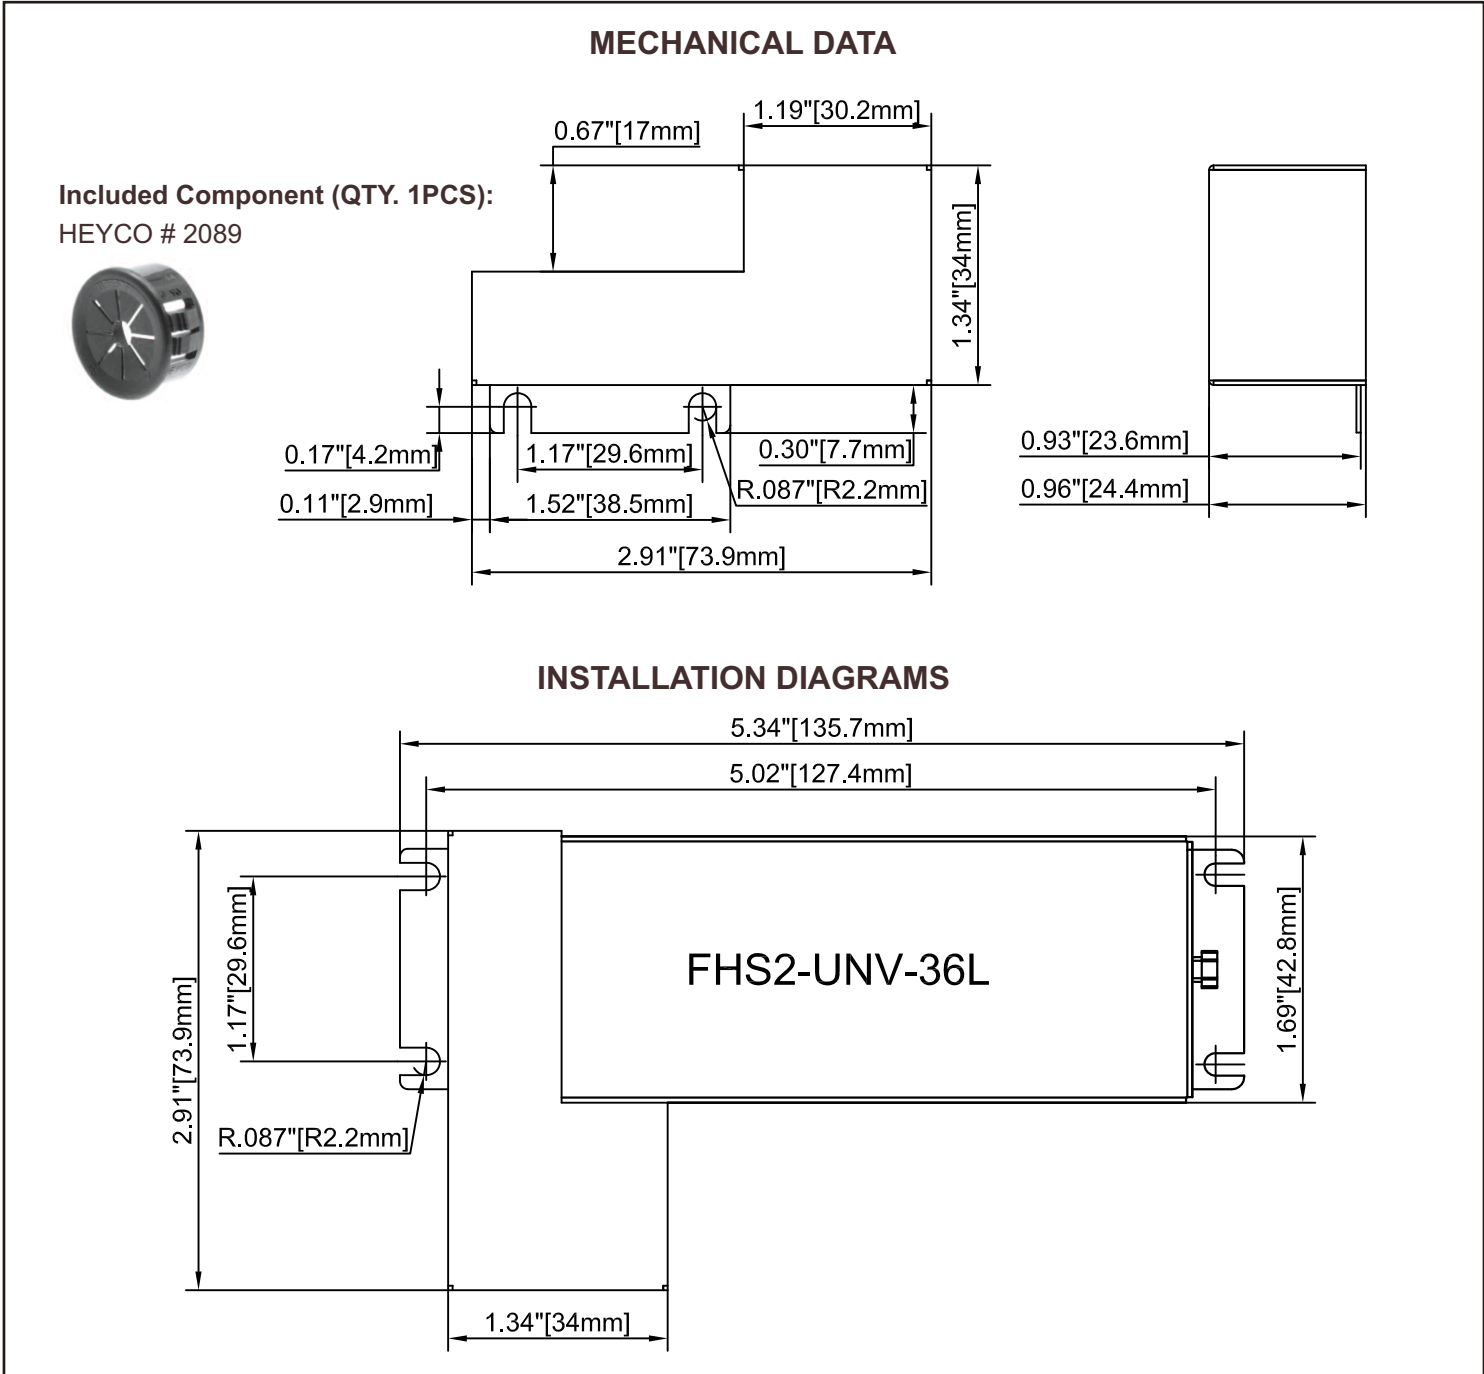 MECHANICAL DATA
1.19"[30.2mm]
0.67"[17mm]
Included Component (QTY. 1PCS):
HEYCO # 2089
1.34"[34mm]
0.17"[4.2mm]
1.17"[29.6mm]
0.30"[7.7mm]
0.93"[23.6mm]
0.11"[2.9mm]
1.52"[38.5mm]
R.087"[R2.2mm]
0.96"[24.4mm]
2.91"[73.9mm]
INSTALLATION DIAGRAMS
5.34"[135.7mm]
5.02"[127.4mm]
2.91"[73.9mm]
1.17"[29.6mm]
FHS2-UNV-36L
1.69"[42.8mm]
R.087"[R2.2mm]
1.34"[34mm]